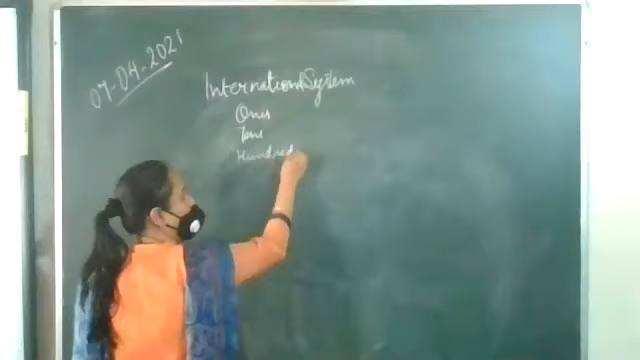 07-04-2021
International System
Ones
Tens
Hundred